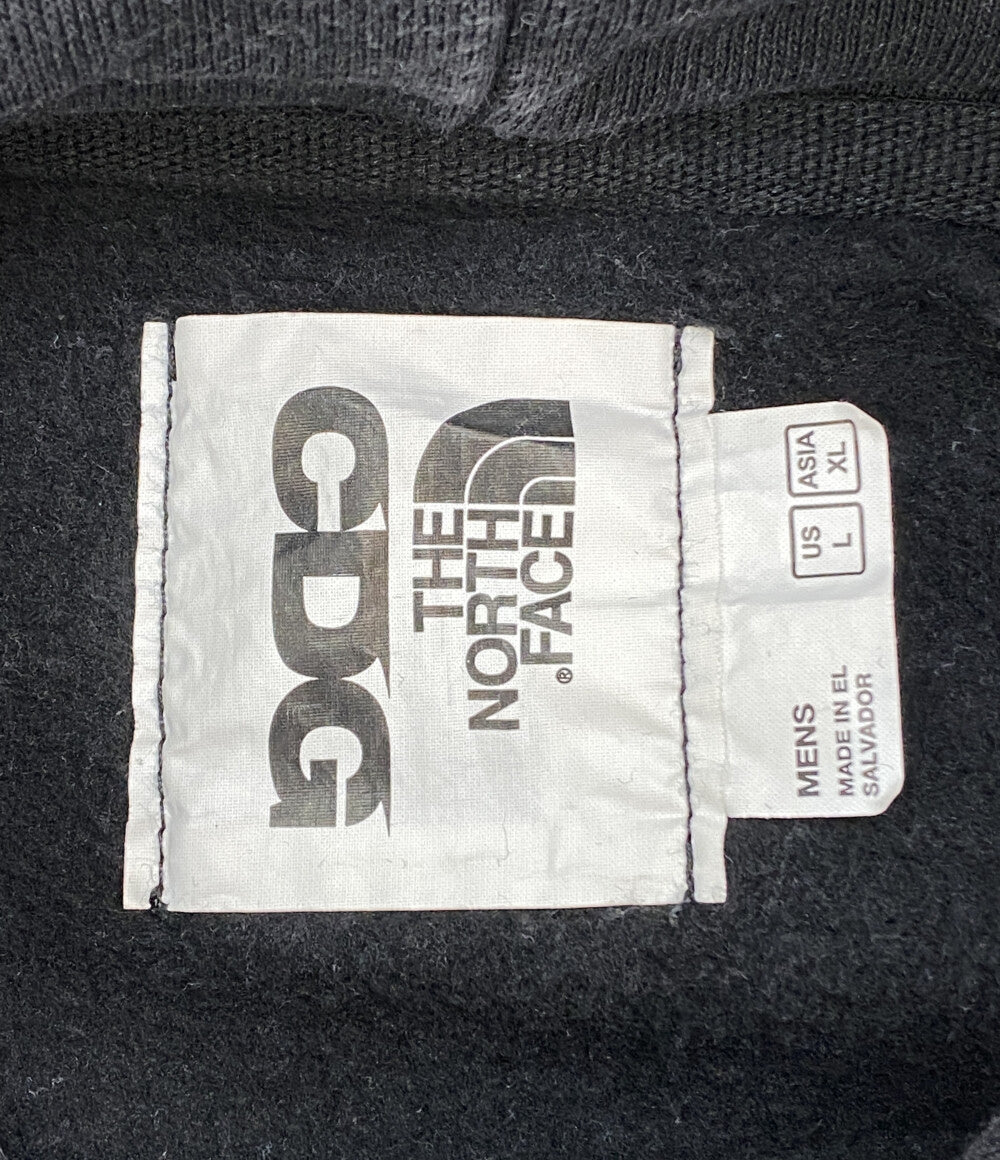 CDG
THE
NORTH
FACE®
MENS
MADE IN EL
SALVADOR
US
L
ASIA
XL